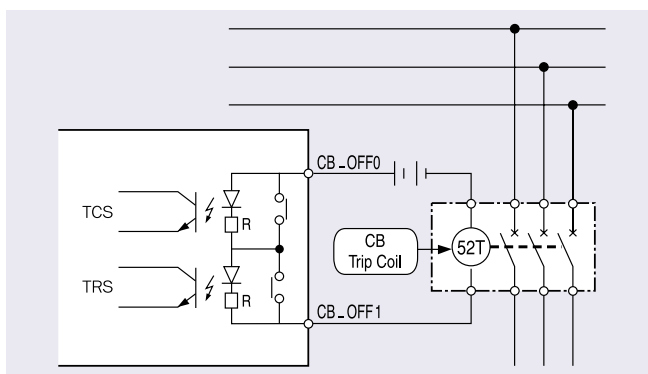 CB_OFF0
TCS
R
CB
Trip Coil
52T
TRS
R
CB_OFF1